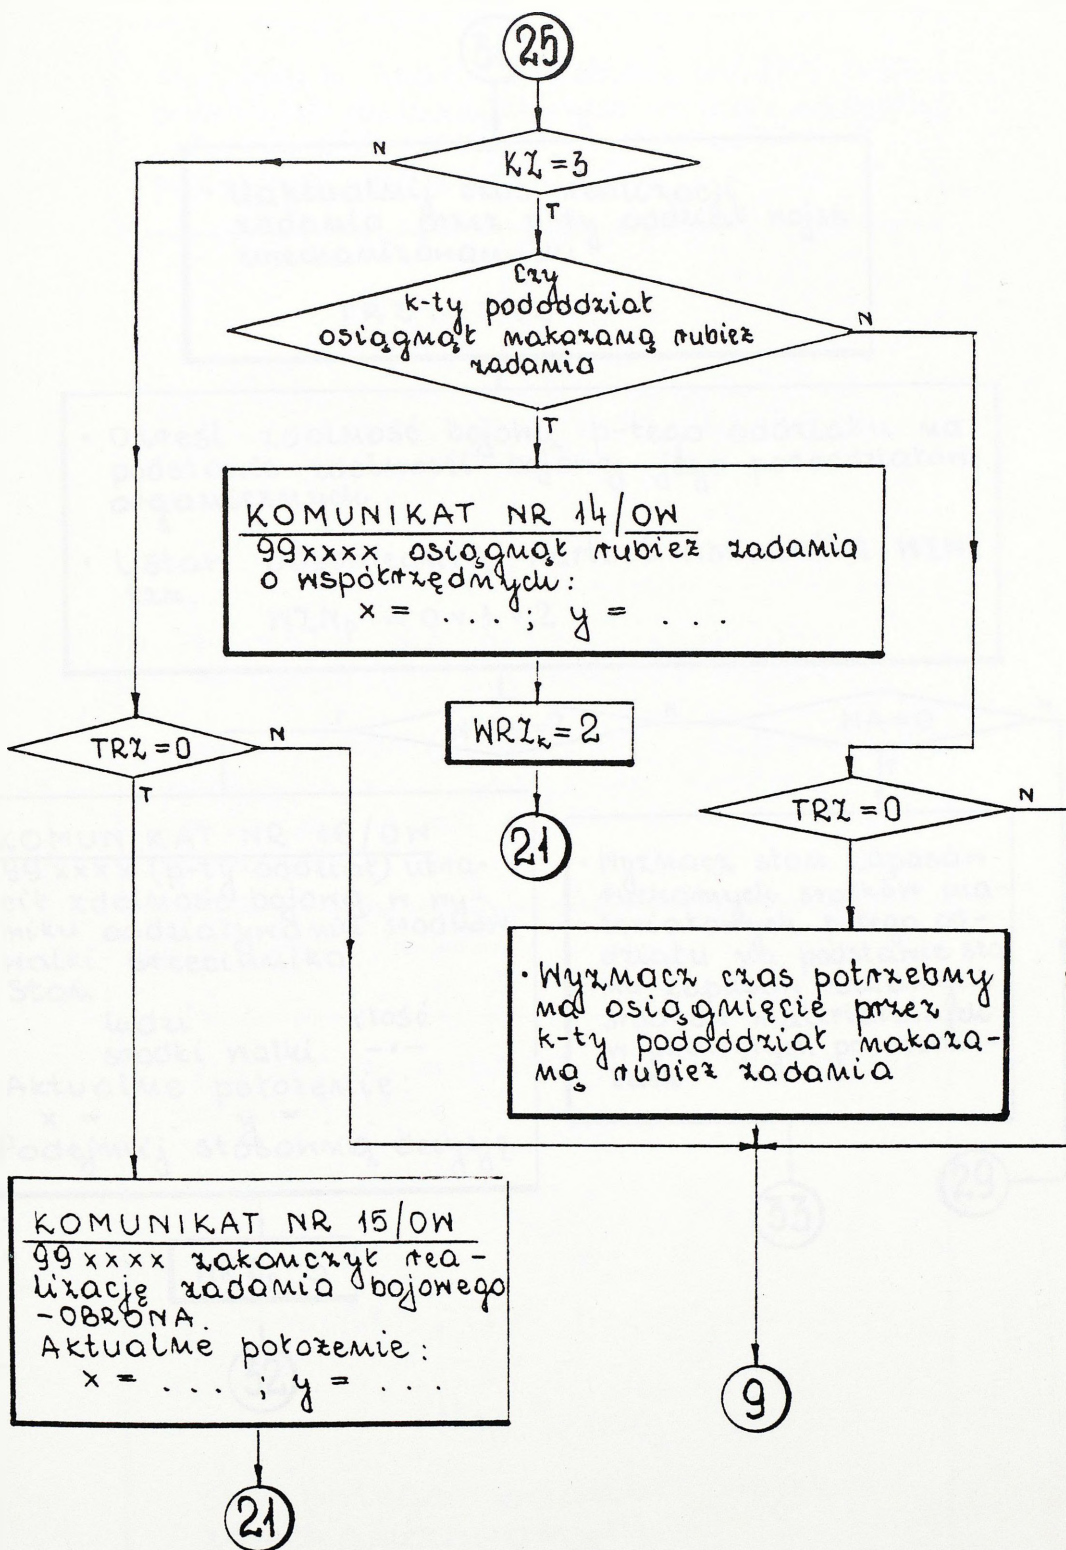 25
KZ = 3
N
T
Czy
k-ty pododdział
osiągnął nakazaną rubież
zadania
N
T
KOMUNIKAT NR 14/OW
99xxxx osiągnął rubież zadania
o współrzędnych:
x = . . . ; y = . . .
WRZk = 2
21
TRZ = 0
N
T
TRZ = 0
N
· Wyznacz czas potrzebny
na osiągnięcie przez
k-ty pododdział nakaza-
ną rubież zadania
KOMUNIKAT NR 15/OW
99xxxx zakończył rea-
lizację zadania bojowego
-OBRONA.
Aktualne położenie:
x = . . . ; y = . . .
21
9